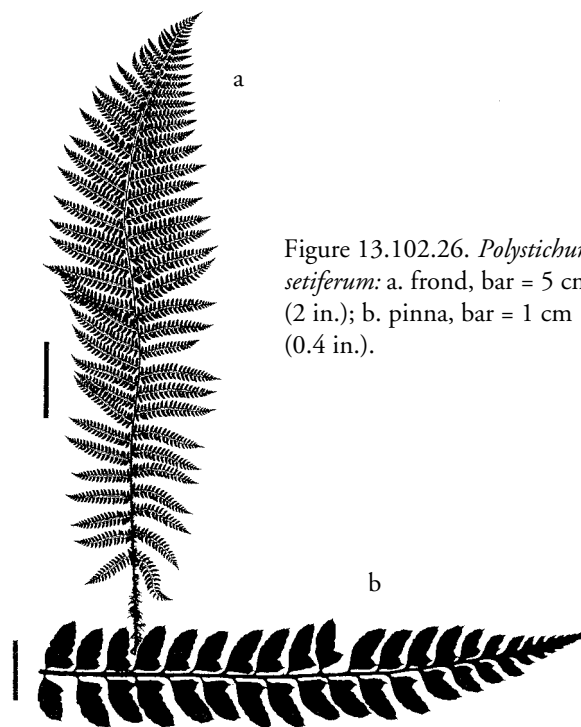 a
Figure 13.102.26. Polystichum
setiferum: a. frond, bar = 5 cm
(2 in.); b. pinna, bar = 1 cm
(0.4 in.).
b